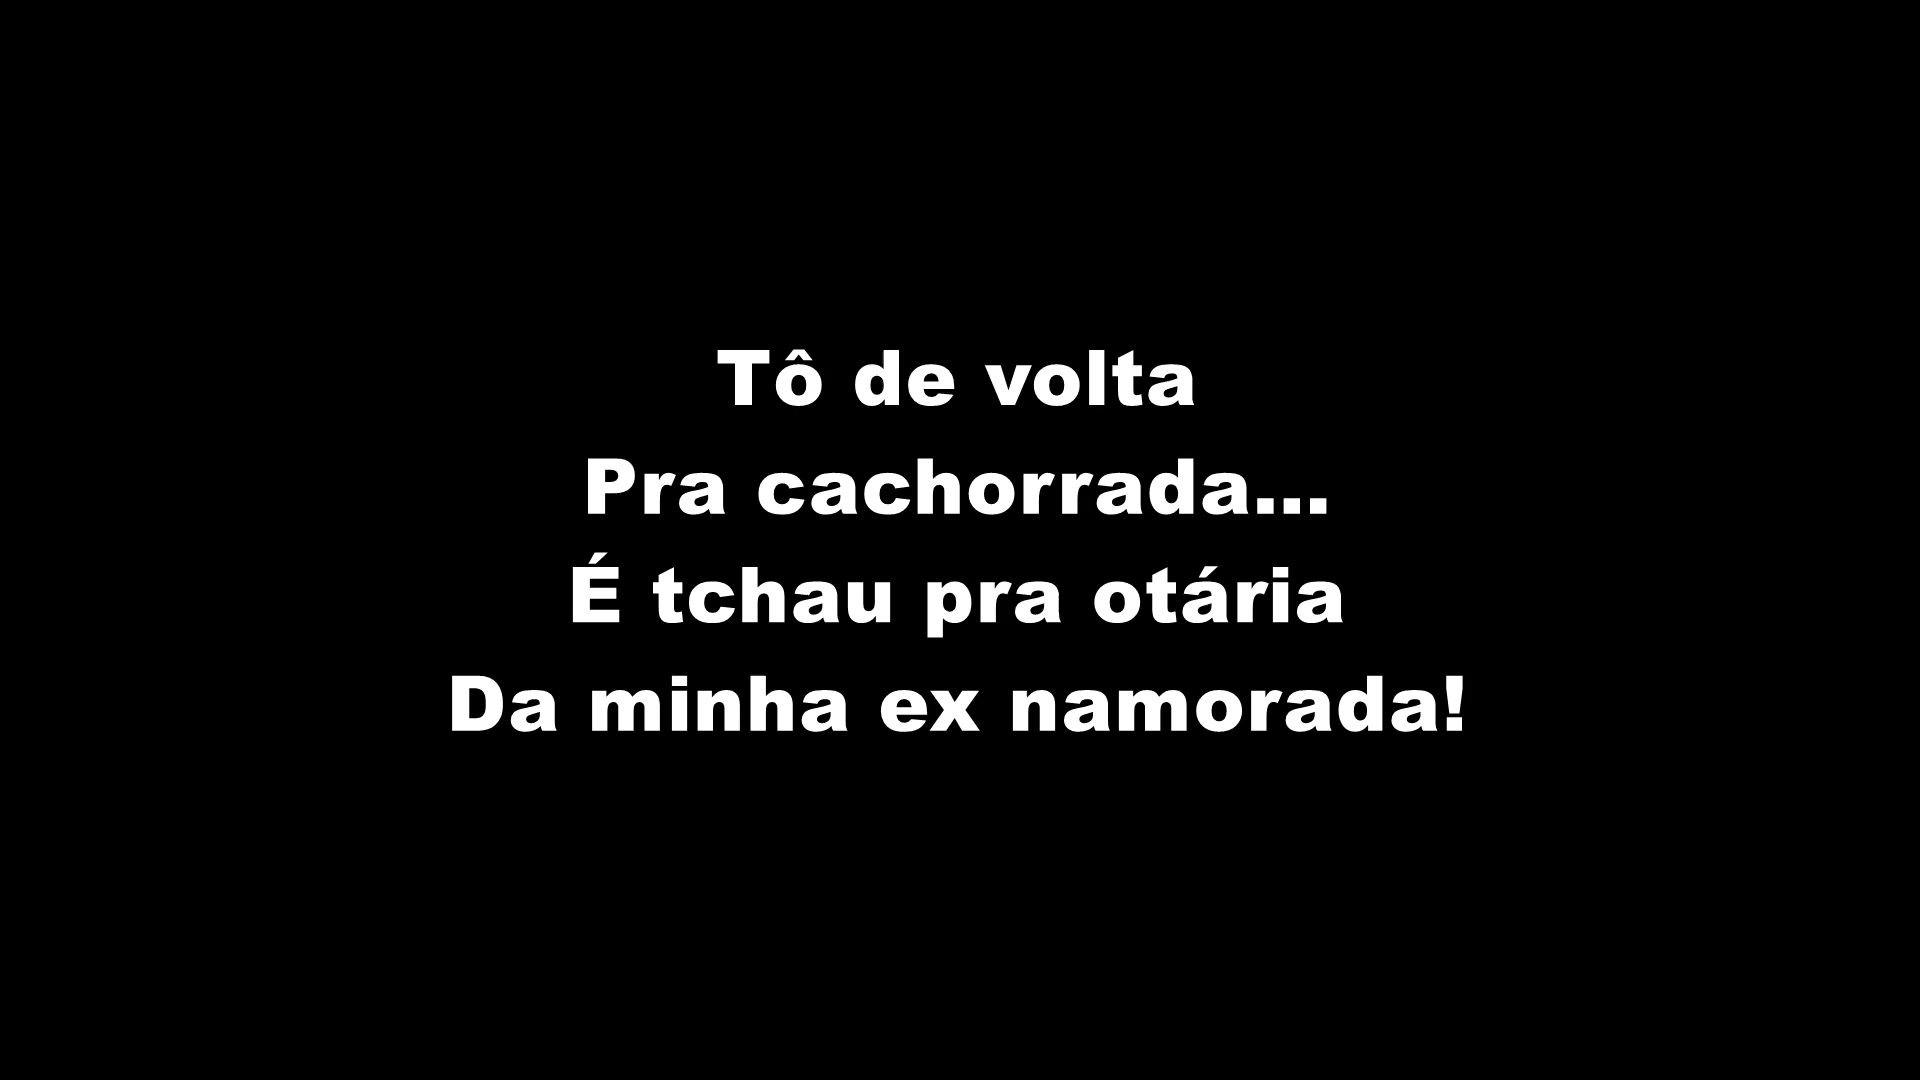 Tô de volta
Pra cachorrada...
É tchau pra otária
Da minha ex namorada!